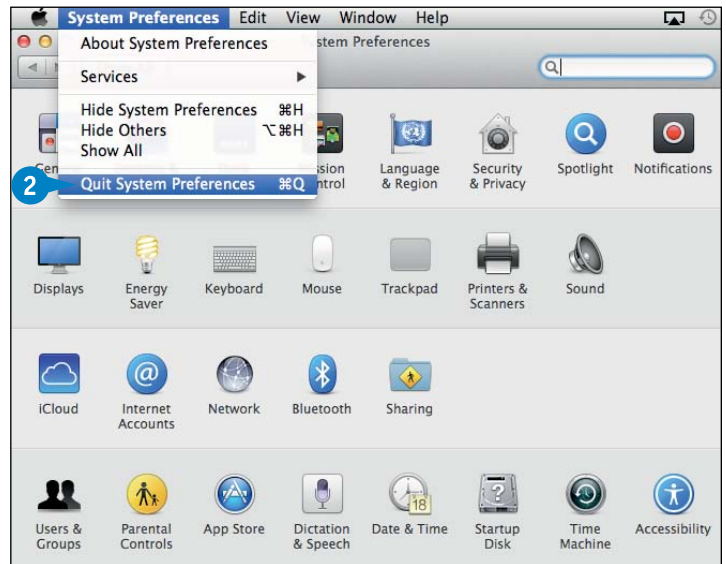 System Preferences Edit View Window Help
About System Preferences
stem Preferences
Services
Hide System Preferences ⌘H
Hide Others ⌥⌘H
Show All
Quit System Preferences ⌘Q
2
Gen
sion
ntrol
Language
& Region
Security
& Privacy
Spotlight
Notifications
Displays
Energy
Saver
Keyboard
Mouse
Trackpad
Printers &
Scanners
Sound
iCloud
Internet
Accounts
Network
Bluetooth
Sharing
Users &
Groups
Parental
Controls
App Store
Dictation
& Speech
18
Date & Time
Startup
Disk
Time
Machine
Accessibility